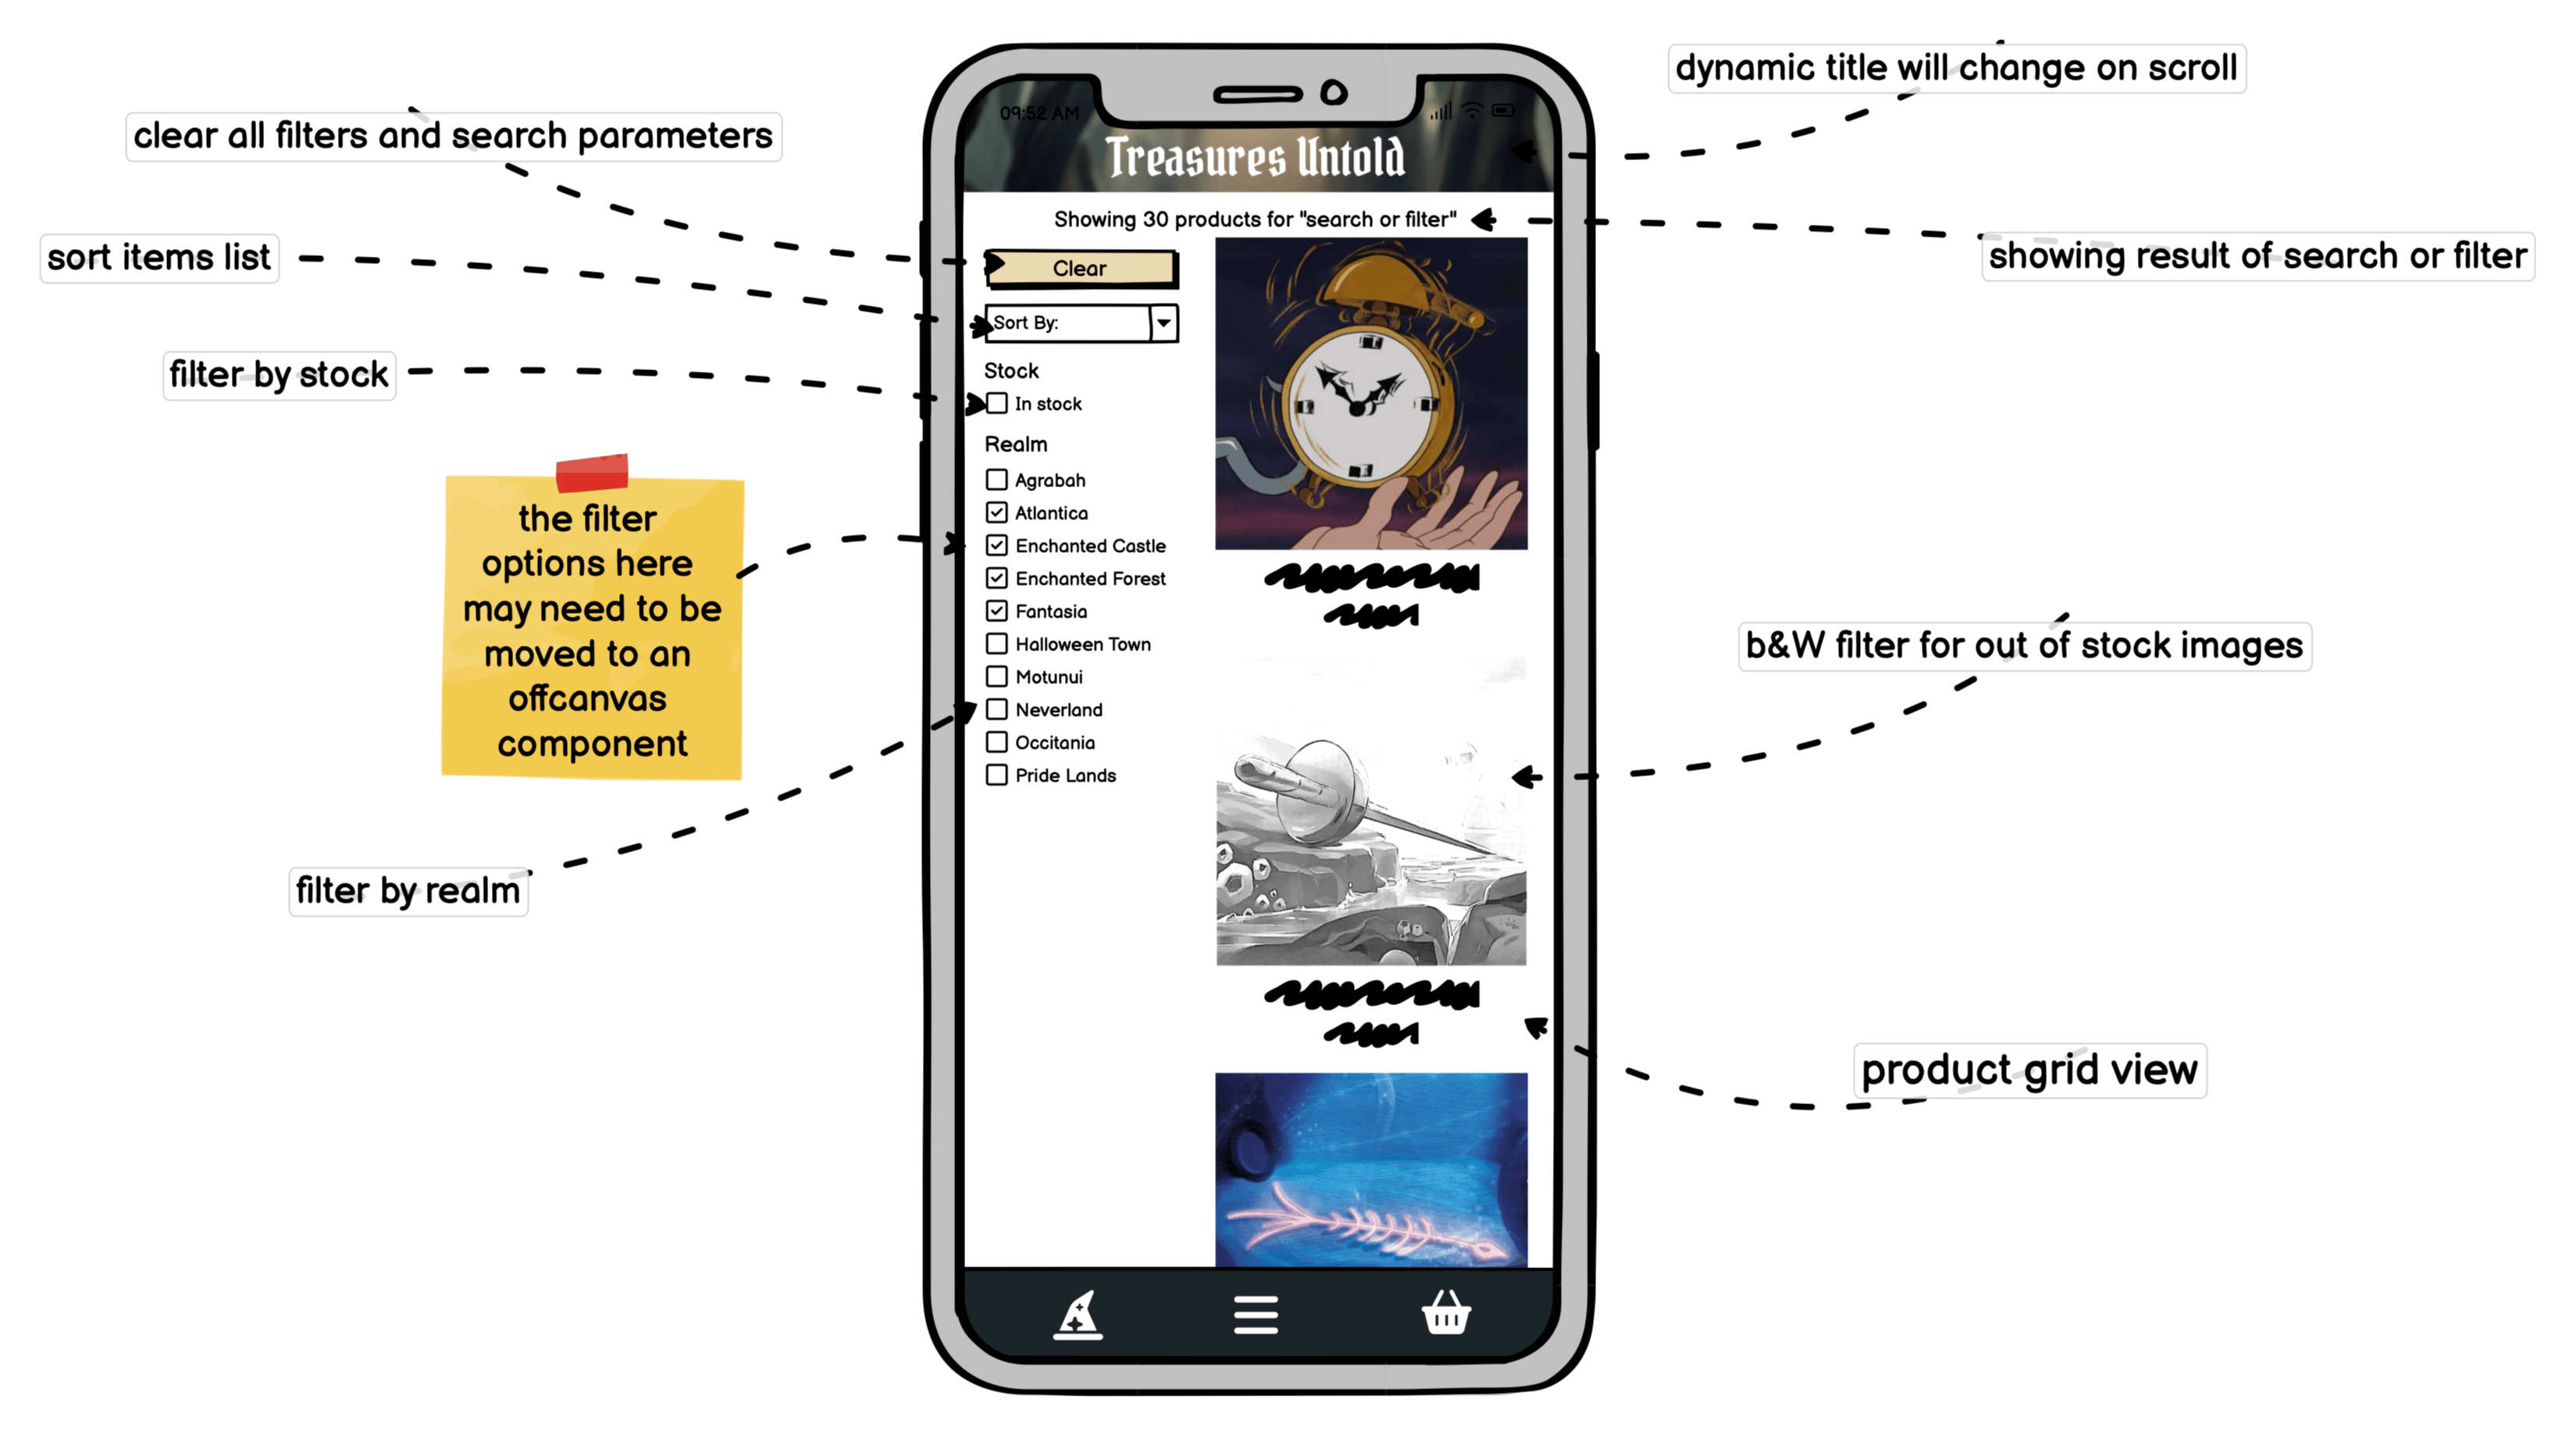 dynamic title will change on scroll
clear all filters and search parameters
09:52 AM
Treasures Untold
Showing 30 products for "search or filter"
showing result of search or filter
sort items list
Clear
Sort By:
filter by stock
Stock
In stock
Realm
Agrabah
Atlantica
Enchanted Castle
Enchanted Forest
Fantasia
Halloween Town
Motunui
Neverland
Occitania
Pride Lands
the filter
options here
may need to be
moved to an
offcanvas
component
filter by realm
b&W filter for out of stock images
product grid view